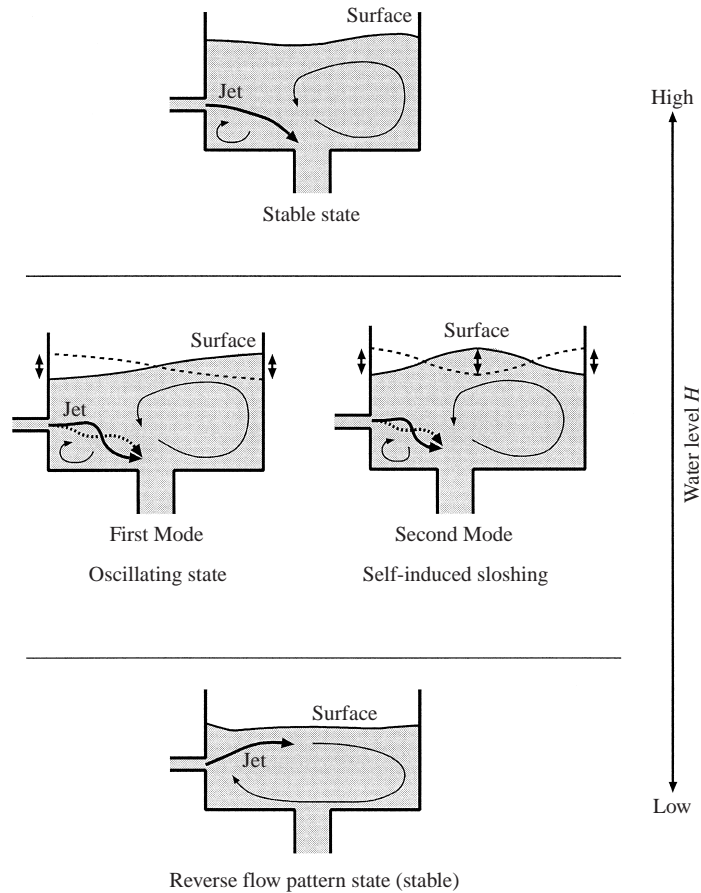 Surface
Jet
High
Stable state
Surface
Surface
Jet
Water level H
First Mode
Second Mode
Oscillating state
Self-induced sloshing
Surface
Jet
Low
Reverse flow pattern state (stable)